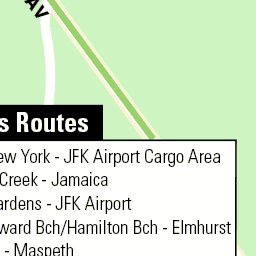 AV
s Routes
ew York - JFK Airport Cargo Area
Creek - Jamaica
ardens - JFK Airport
ward Bch/Hamilton Bch - Elmhurst
- Maspeth